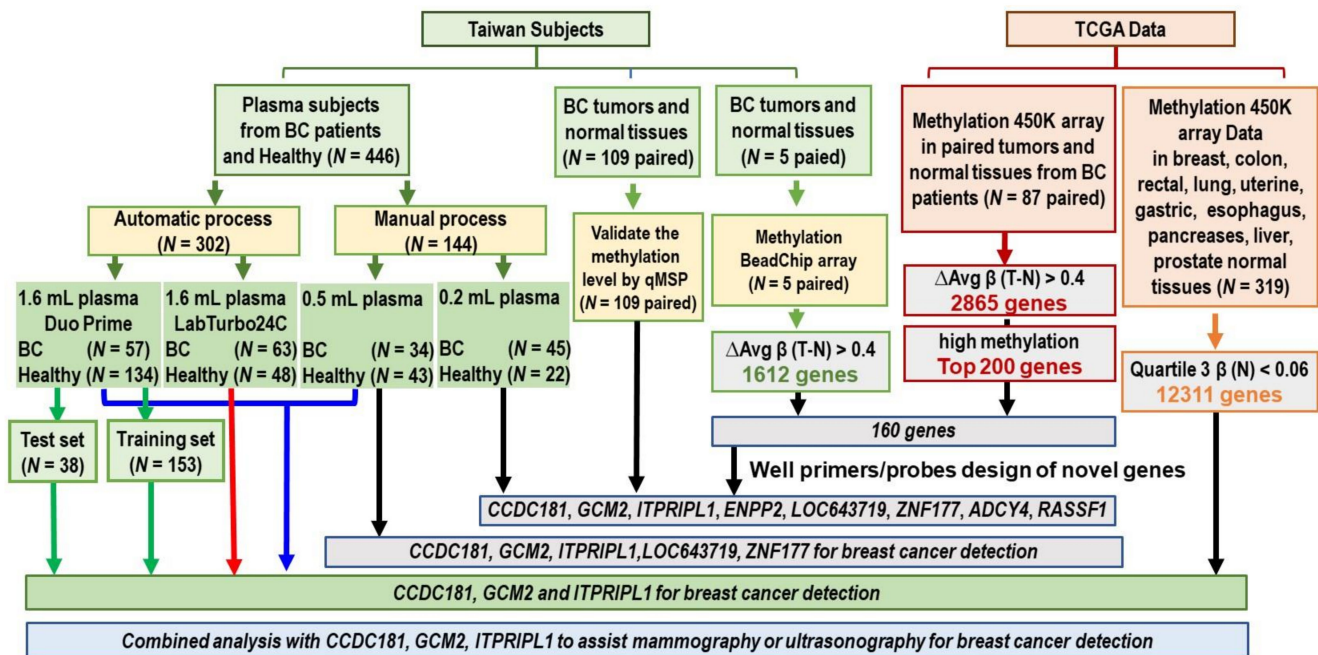 Taiwan Subjects
TCGA Data
Plasma subjects
from BC patients
and Healthy (N = 446)
BC tumors and
normal tissues
(N = 109 paired)
BC tumors and
normal tissues
(N = 5 paied)
Methylation 450K array
in paired tumors and
normal tissues from BC
patients (N = 87 paired)
Methylation 450K
array Data
in breast, colon,
rectal, lung, uterine,
gastric, esophagus,
pancreases, liver,
prostate normal
tissues (N = 319)
Automatic process
(N = 302)
Manual process
(N = 144)
Validate the
methylation
level by qMSP
(N = 109 paired)
Methylation
BeadChip array
(N = 5 paired)
1.6 mL plasma
Duo Prime
BC (N = 57)
Healthy (N = 134)
1.6 mL plasma
LabTurbo24C
BC (N = 63)
Healthy (N = 48)
0.5 mL plasma
BC (N = 34)
Healthy (N = 43)
0.2 mL plasma
BC (N = 45)
Healthy (N = 22)
ΔAvg β (T-N) > 0.4
1612 genes
ΔAvg β (T-N) > 0.4
2865 genes
high methylation
Top 200 genes
Quartile 3 β (N) < 0.06
12311 genes
Test set
(N = 38)
Training set
(N = 153)
160 genes
Well primers/probes design of novel genes
CCDC181, GCM2, ITPRIPL1, ENPP2, LOC643719, ZNF177, ADCY4, RASSF1
CCDC181, GCM2, ITPRIPL1,LOC643719, ZNF177 for breast cancer detection
CCDC181, GCM2 and ITPRIPL1 for breast cancer detection
Combined analysis with CCDC181, GCM2, ITPRIPL1 to assist mammography or ultrasonography for breast cancer detection